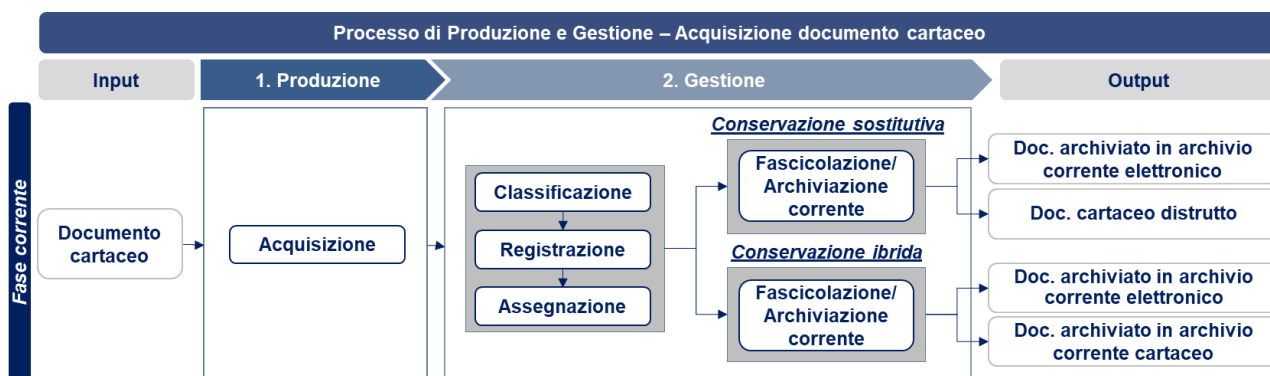 Processo di Produzione e Gestione – Acquisizione documento cartaceo
Input
1. Produzione
2. Gestione
Output
Fase corrente
Documento
cartaceo
Acquisizione
Classificazione
Registrazione
Assegnazione
Conservazione sostitutiva
Fascicolazione/
Archiviazione
corrente
Conservazione ibrida
Fascicolazione/
Archiviazione
corrente
Doc. archiviato in archivio
corrente elettronico
Doc. cartaceo distrutto
Doc. archiviato in archivio
corrente elettronico
Doc. archiviato in archivio
corrente cartaceo